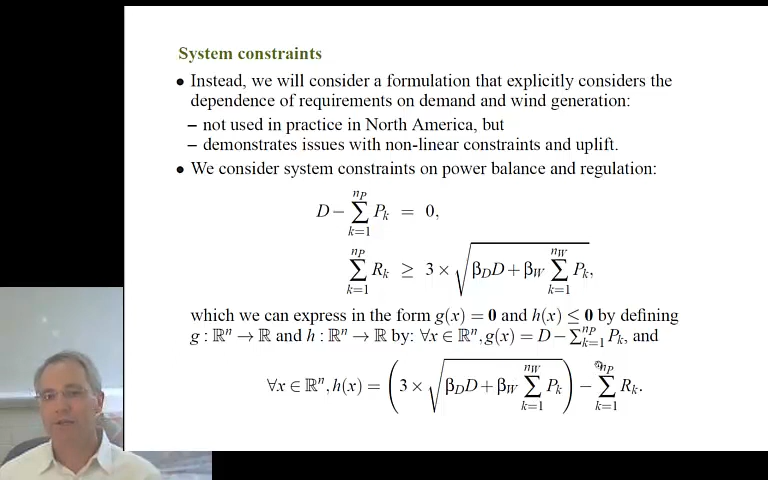 System constraints
• Instead, we will consider a formulation that explicitly considers the
dependence of requirements on demand and wind generation:
– not used in practice in North America, but
– demonstrates issues with non-linear constraints and uplift.
• We consider system constraints on power balance and regulation:
D − ∑_{k=1}^{n_P} P_k = 0,
∑_{k=1}^{n_P} R_k ≥ 3 × √(β_D D + β_W ∑_{k=1}^{n_W} P_k),
which we can express in the form g(x) = 0 and h(x) ≤ 0 by defining
g : ℝⁿ → ℝ and h : ℝⁿ → ℝ by: ∀x ∈ ℝⁿ, g(x) = D − ∑_{k=1}^{n_P} P_k, and
∀x ∈ ℝⁿ, h(x) = (3 × √(β_D D + β_W ∑_{k=1}^{n_W} P_k)) − ∑_{k=1}^{n_P} R_k.